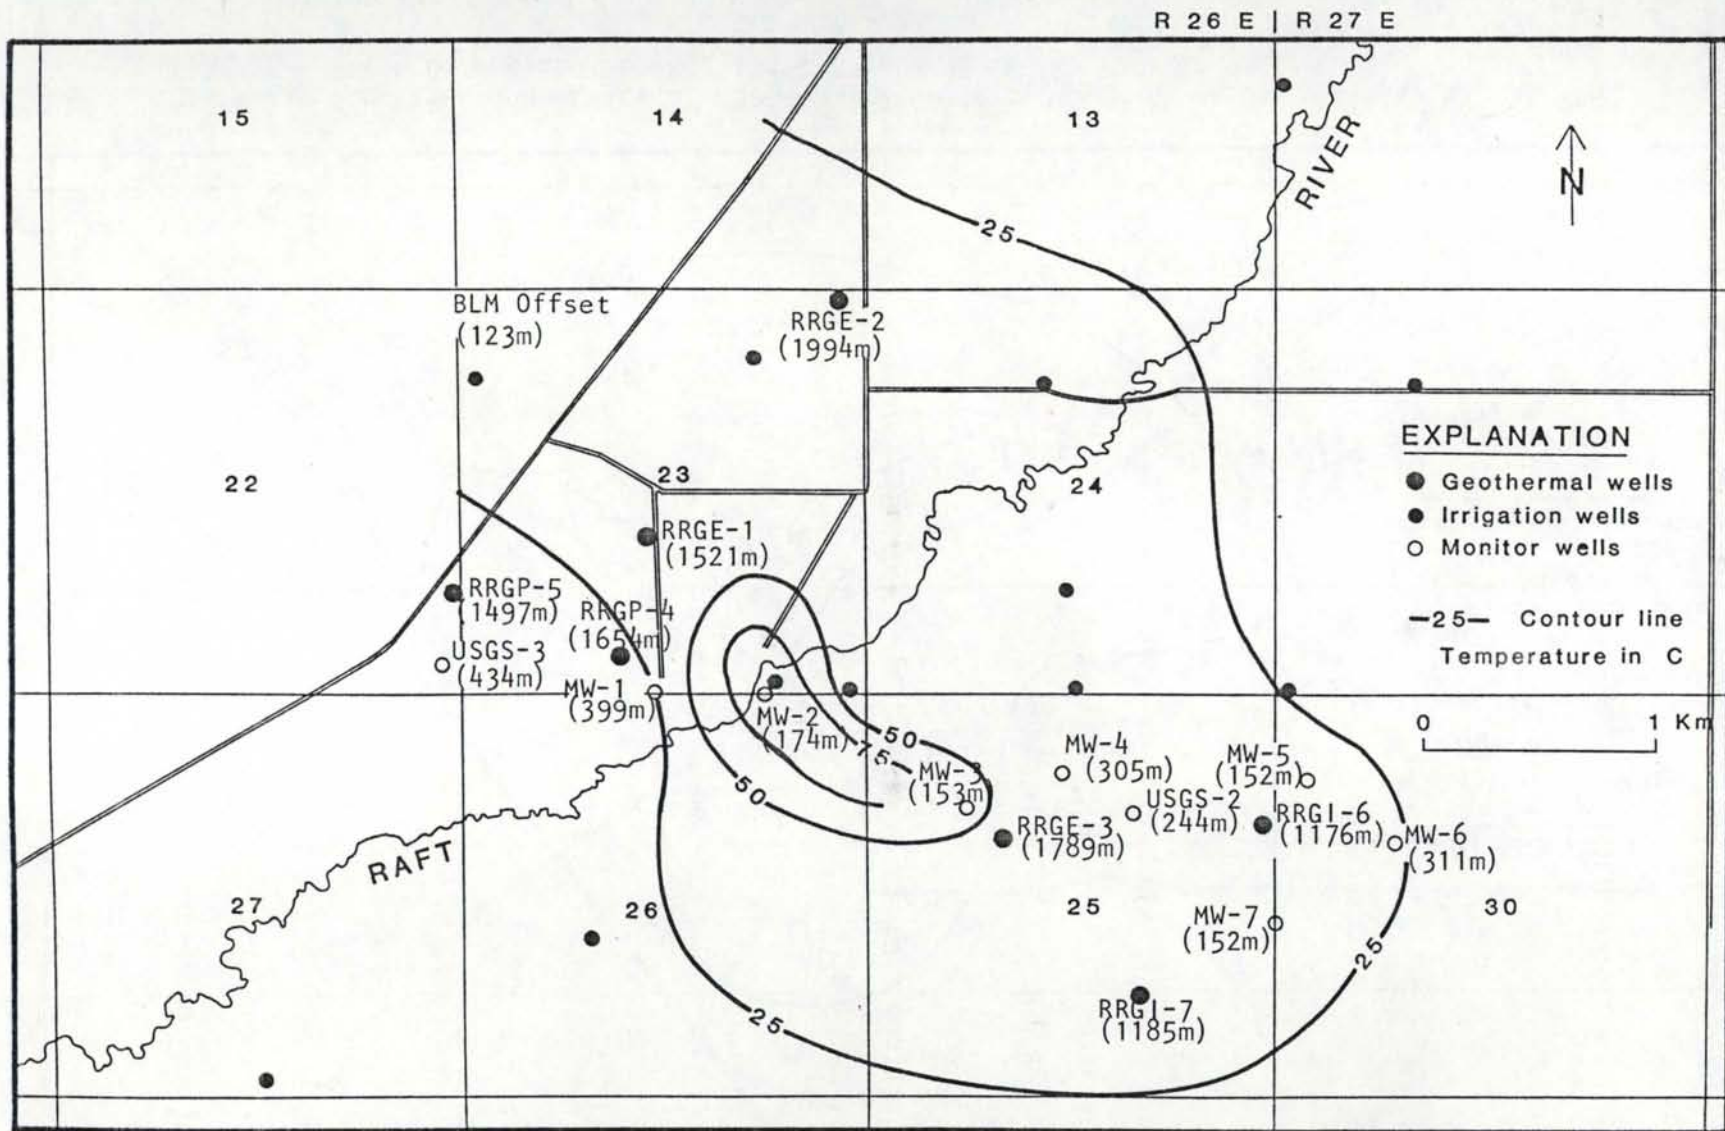 R 26 E | R 27 E
15
14
13
RIVER
N
25
BLM Offset
(123m)
RRGE-2
(1994m)
EXPLANATION
Geothermal wells
Irrigation wells
Monitor wells
25 Contour line
Temperature in C
22
23
24
RRGE-1
(1521m)
RRGP-5
(1497m)
RRGP-4
(1654m)
USGS-3
(434m)
MW-1
(399m)
MW-2
(174m)
0 1 Km
50
75
50
MW-3
(153m)
MW-4
(305m)
MW-5
(152m)
USGS-2
(244m)
RRGE-3
(1789m)
RRGI-6
(1176m)
MW-6
(311m)
RAFT
27
26
25
30
MW-7
(152m)
25
25
RRGI-7
(1185m)